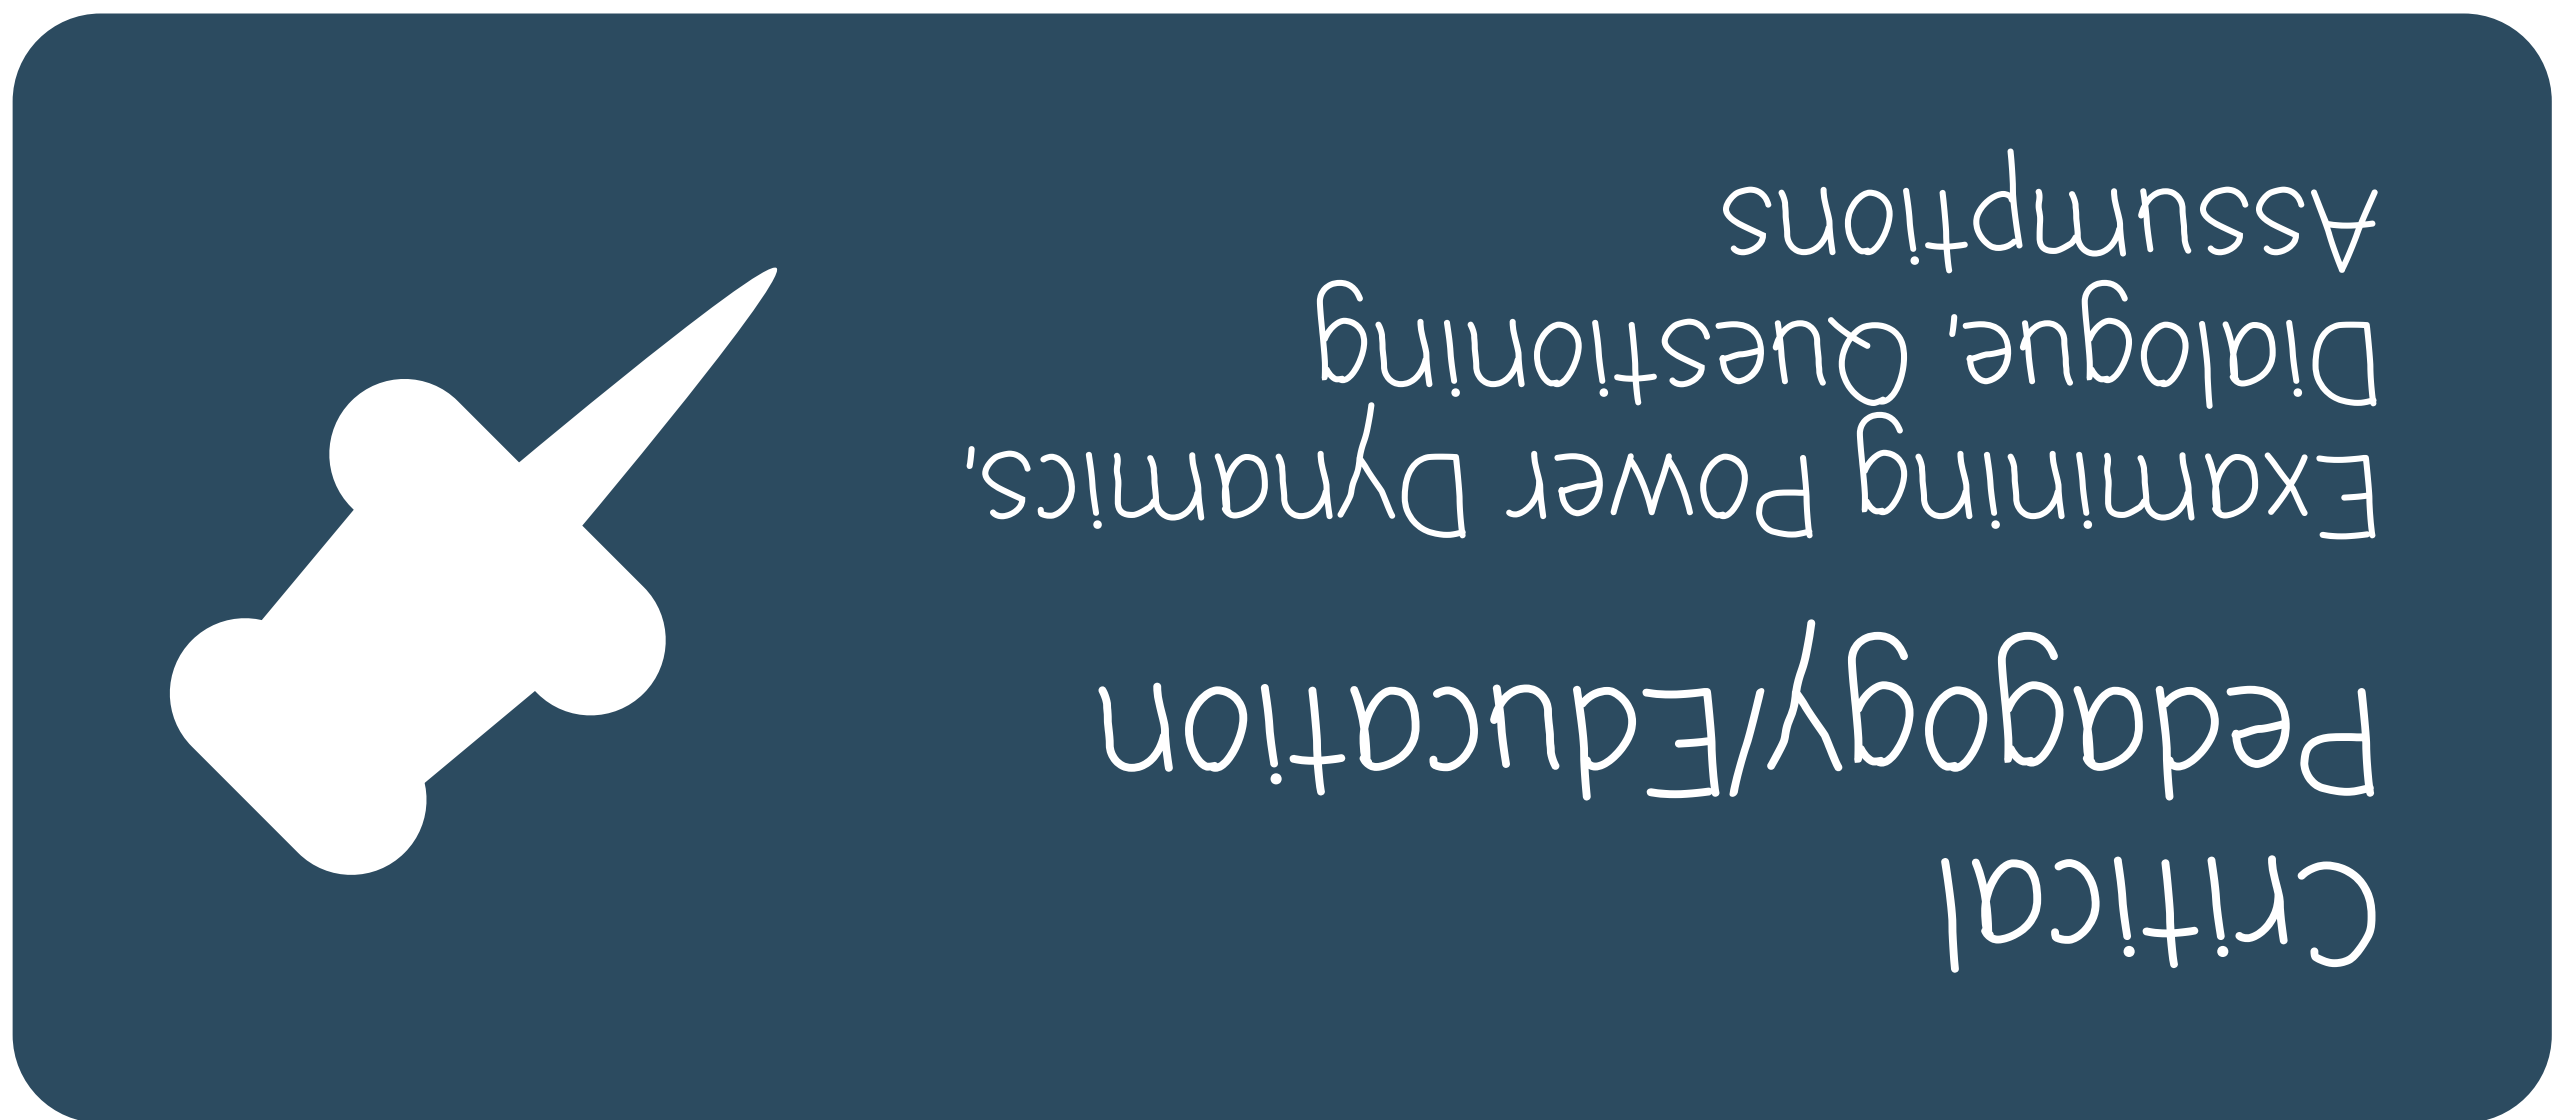 Critical
Pedagogy/Education
Examining Power Dynamics,
Dialogue, Questioning
Assumptions